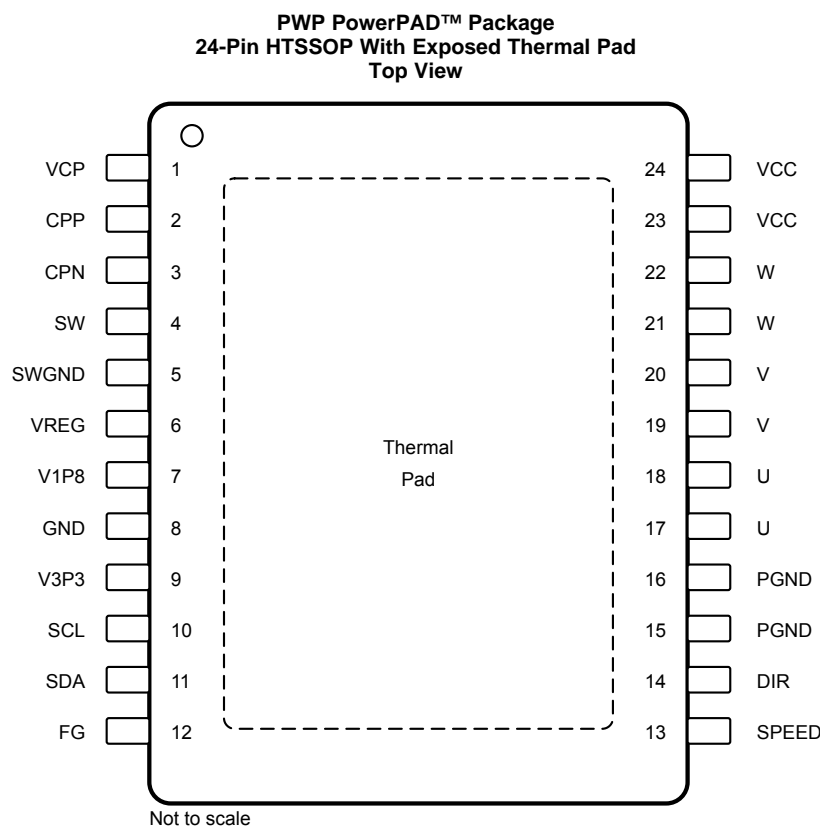 PWP PowerPAD™ Package
24-Pin HTSSOP With Exposed Thermal Pad
Top View
VCP 1 24 VCC
CPP 2 23 VCC
CPN 3 22 W
SW 4 21 W
SWGND 5 20 V
VREG 6 19 V
Thermal
Pad
V1P8 7 18 U
GND 8 17 U
V3P3 9 16 PGND
SCL 10 15 PGND
SDA 11 14 DIR
FG 12 13 SPEED
Not to scale